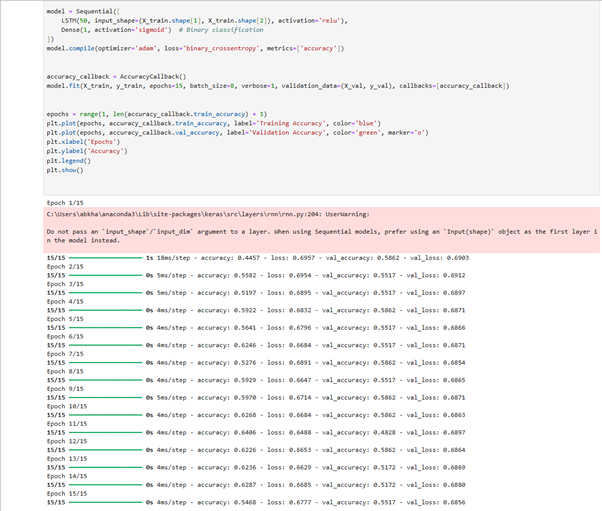 model = Sequential([
    LSTM(50, input_shape=(X_train.shape[1], X_train.shape[2]), activation='relu'),
    Dense(1, activation='sigmoid')  # Binary classification
])
model.compile(optimizer='adam', loss='binary_crossentropy', metrics=['accuracy'])
accuracy_callback = AccuracyCallback()
model.fit(X_train, y_train, epochs=15, batch_size=8, verbose=1, validation_data=(X_val, y_val), callbacks=[accuracy_callback])
epochs = range(1, len(accuracy_callback.train_accuracy) + 1)
plt.plot(epochs, accuracy_callback.train_accuracy, label='Training Accuracy', color='blue')
plt.plot(epochs, accuracy_callback.val_accuracy, label='Validation Accuracy', color='green', marker='o')
plt.xlabel('Epochs')
plt.ylabel('Accuracy')
plt.legend()
plt.show()
Epoch 1/15
C:\Users\abkha\anaconda3\Lib\site-packages\keras\src\layers\rnn\rnn.py:204: UserWarning:
Do not pass an `input_shape`/`input_dim` argument to a layer. When using Sequential models, prefer using an `Input(shape)` object as the first layer i
n the model instead.
15/15 1s 18ms/step - accuracy: 0.4457 - loss: 0.6957 - val_accuracy: 0.5862 - val_loss: 0.6903
Epoch 2/15
15/15 0s 5ms/step - accuracy: 0.5582 - loss: 0.6954 - val_accuracy: 0.5517 - val_loss: 0.6912
Epoch 3/15
15/15 0s 5ms/step - accuracy: 0.5197 - loss: 0.6895 - val_accuracy: 0.5517 - val_loss: 0.6897
Epoch 4/15
15/15 0s 4ms/step - accuracy: 0.5922 - loss: 0.6832 - val_accuracy: 0.5862 - val_loss: 0.6871
Epoch 5/15
15/15 0s 4ms/step - accuracy: 0.5641 - loss: 0.6796 - val_accuracy: 0.5517 - val_loss: 0.6866
Epoch 6/15
15/15 0s 4ms/step - accuracy: 0.6246 - loss: 0.6684 - val_accuracy: 0.5517 - val_loss: 0.6871
Epoch 7/15
15/15 0s 4ms/step - accuracy: 0.5276 - loss: 0.6891 - val_accuracy: 0.5862 - val_loss: 0.6854
Epoch 8/15
15/15 0s 4ms/step - accuracy: 0.5929 - loss: 0.6647 - val_accuracy: 0.5517 - val_loss: 0.6865
Epoch 9/15
15/15 0s 5ms/step - accuracy: 0.5970 - loss: 0.6714 - val_accuracy: 0.5862 - val_loss: 0.6871
Epoch 10/15
15/15 0s 4ms/step - accuracy: 0.6268 - loss: 0.6684 - val_accuracy: 0.5862 - val_loss: 0.6863
Epoch 11/15
15/15 0s 4ms/step - accuracy: 0.6406 - loss: 0.6488 - val_accuracy: 0.4828 - val_loss: 0.6897
Epoch 12/15
15/15 0s 4ms/step - accuracy: 0.6226 - loss: 0.6653 - val_accuracy: 0.5862 - val_loss: 0.6864
Epoch 13/15
15/15 0s 4ms/step - accuracy: 0.6236 - loss: 0.6629 - val_accuracy: 0.5172 - val_loss: 0.6869
Epoch 14/15
15/15 0s 4ms/step - accuracy: 0.6287 - loss: 0.6685 - val_accuracy: 0.5172 - val_loss: 0.6880
Epoch 15/15
15/15 0s 4ms/step - accuracy: 0.5468 - loss: 0.6777 - val_accuracy: 0.5517 - val_loss: 0.6856